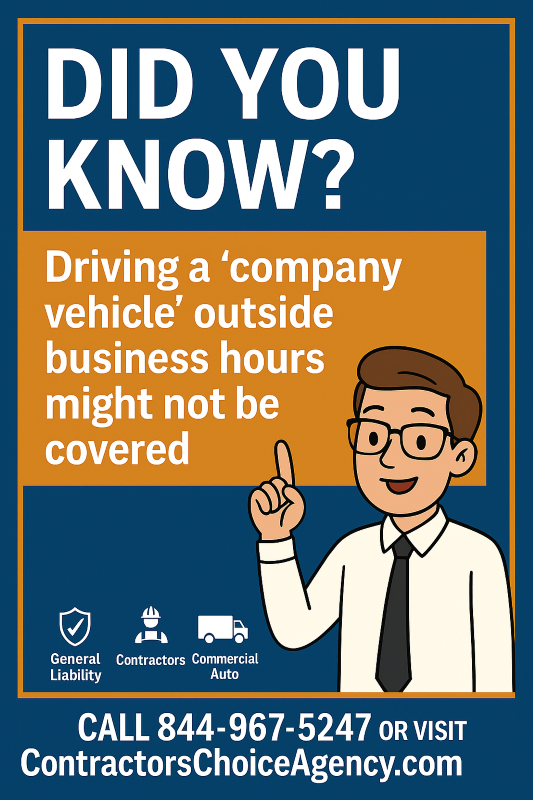 DID YOU
KNOW?
Driving a ‘company
vehicle’ outside
business hours
might not be
covered
General
Liability
Contractors
Commercial
Auto
CALL 844-967-5247 OR VISIT
ContractorsChoiceAgency.com